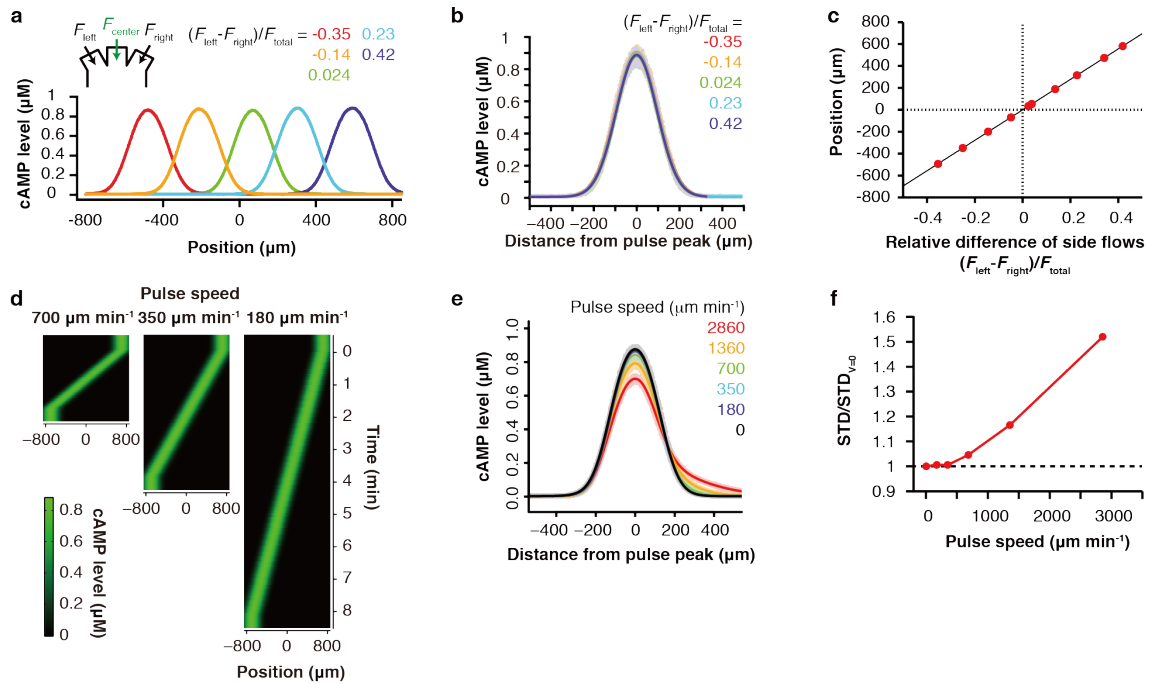 a
F_left F_center F_right (F_left-F_right)/F_total = -0.35 0.23
-0.14 0.42
0.024
cAMP level (µM)
1
0.8
0.4
0.2
0
-800 -400 0 400 800
Position (µm)
b
(F_left-F_right)/F_total =
-0.35
-0.14
0.024
0.23
0.42
cAMP level (µM)
1
0.8
0.6
0.4
0.2
0
-400 -200 0 200 400
Distance from pulse peak (µm)
c
Position (µm)
800
600
400
200
0
-200
-400
-600
-800
-0.4 -0.2 0 0.2 0.4
Relative difference of side flows
(F_left-F_right)/F_total
d
Pulse speed
700 µm min⁻¹ 350 µm min⁻¹ 180 µm min⁻¹
0
1
2
3
4
5
6
7
8
Time (min)
−800 0 800
−800 0 800
−800 0 800
Position (µm)
0.8
0.6
0.4
0.2
0
cAMP level (µM)
e
Pulse speed (µm min⁻¹)
2860
1360
700
350
180
0
cAMP level (µM)
1.0
0.8
0.6
0.4
0.2
0.0
−400 −200 0 200 400
Distance from pulse peak (µm)
f
STD/STD_V=0
1.6
1.5
1.4
1.3
1.2
1.1
1
0.9
0 1000 2000 3000
Pulse speed (µm min⁻¹)